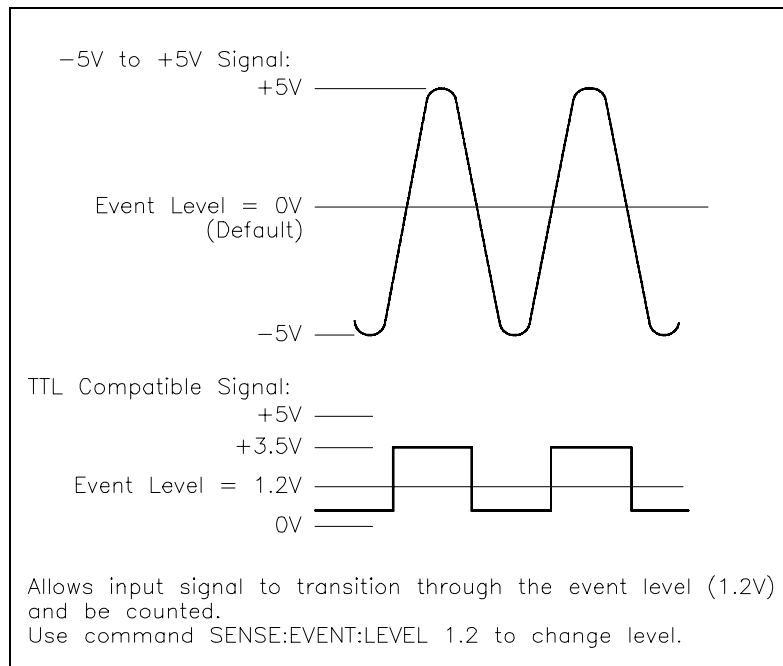 −5V to +5V Signal:
+5V
Event Level = 0V
(Default)
−5V
TTL Compatible Signal:
+5V
+3.5V
Event Level = 1.2V
0V
Allows input signal to transition through the event level (1.2V)
and be counted.
Use command SENSE:EVENT:LEVEL 1.2 to change level.